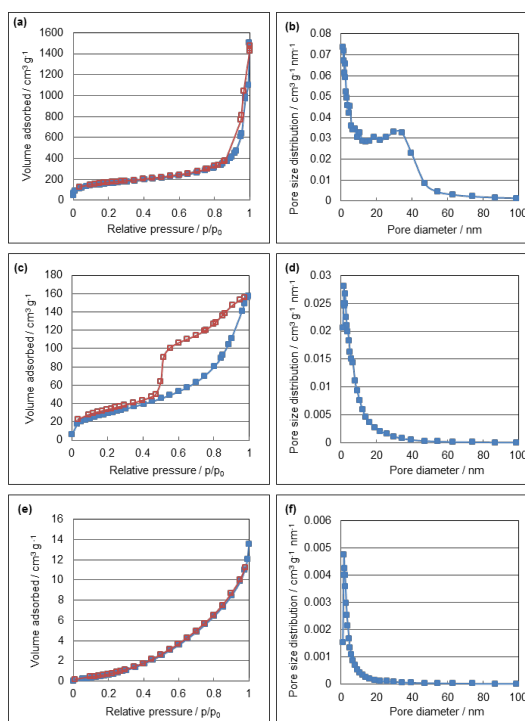 (a)
1600
1400
1200
1000
800
600
400
200
0
Volume adsorbed / cm³ g⁻¹
0 0.2 0.4 0.6 0.8 1
Relative pressure / p/p₀
(b)
0.08
0.07
0.06
0.05
0.04
0.03
0.02
0.01
0
Pore size distribution / cm³ g⁻¹ nm⁻¹
0 20 40 60 80 100
Pore diameter / nm
(c)
180
160
140
120
100
80
60
40
20
0
Volume adsorbed / cm³ g⁻¹
0 0.2 0.4 0.6 0.8 1
Relative pressure / p/p₀
(d)
0.03
0.025
0.02
0.015
0.01
0.005
0
Pore size distribution / cm³ g⁻¹ nm⁻¹
0 20 40 60 80 100
Pore diameter / nm
(e)
16
14
12
10
8
6
4
2
0
Volume adsorbed / cm³ g⁻¹
0 0.2 0.4 0.6 0.8 1
Relative pressure / p/p₀
(f)
0.006
0.005
0.004
0.003
0.002
0.001
0
Pore size distribution / cm³ g⁻¹ nm⁻¹
0 20 40 60 80 100
Pore diameter / nm